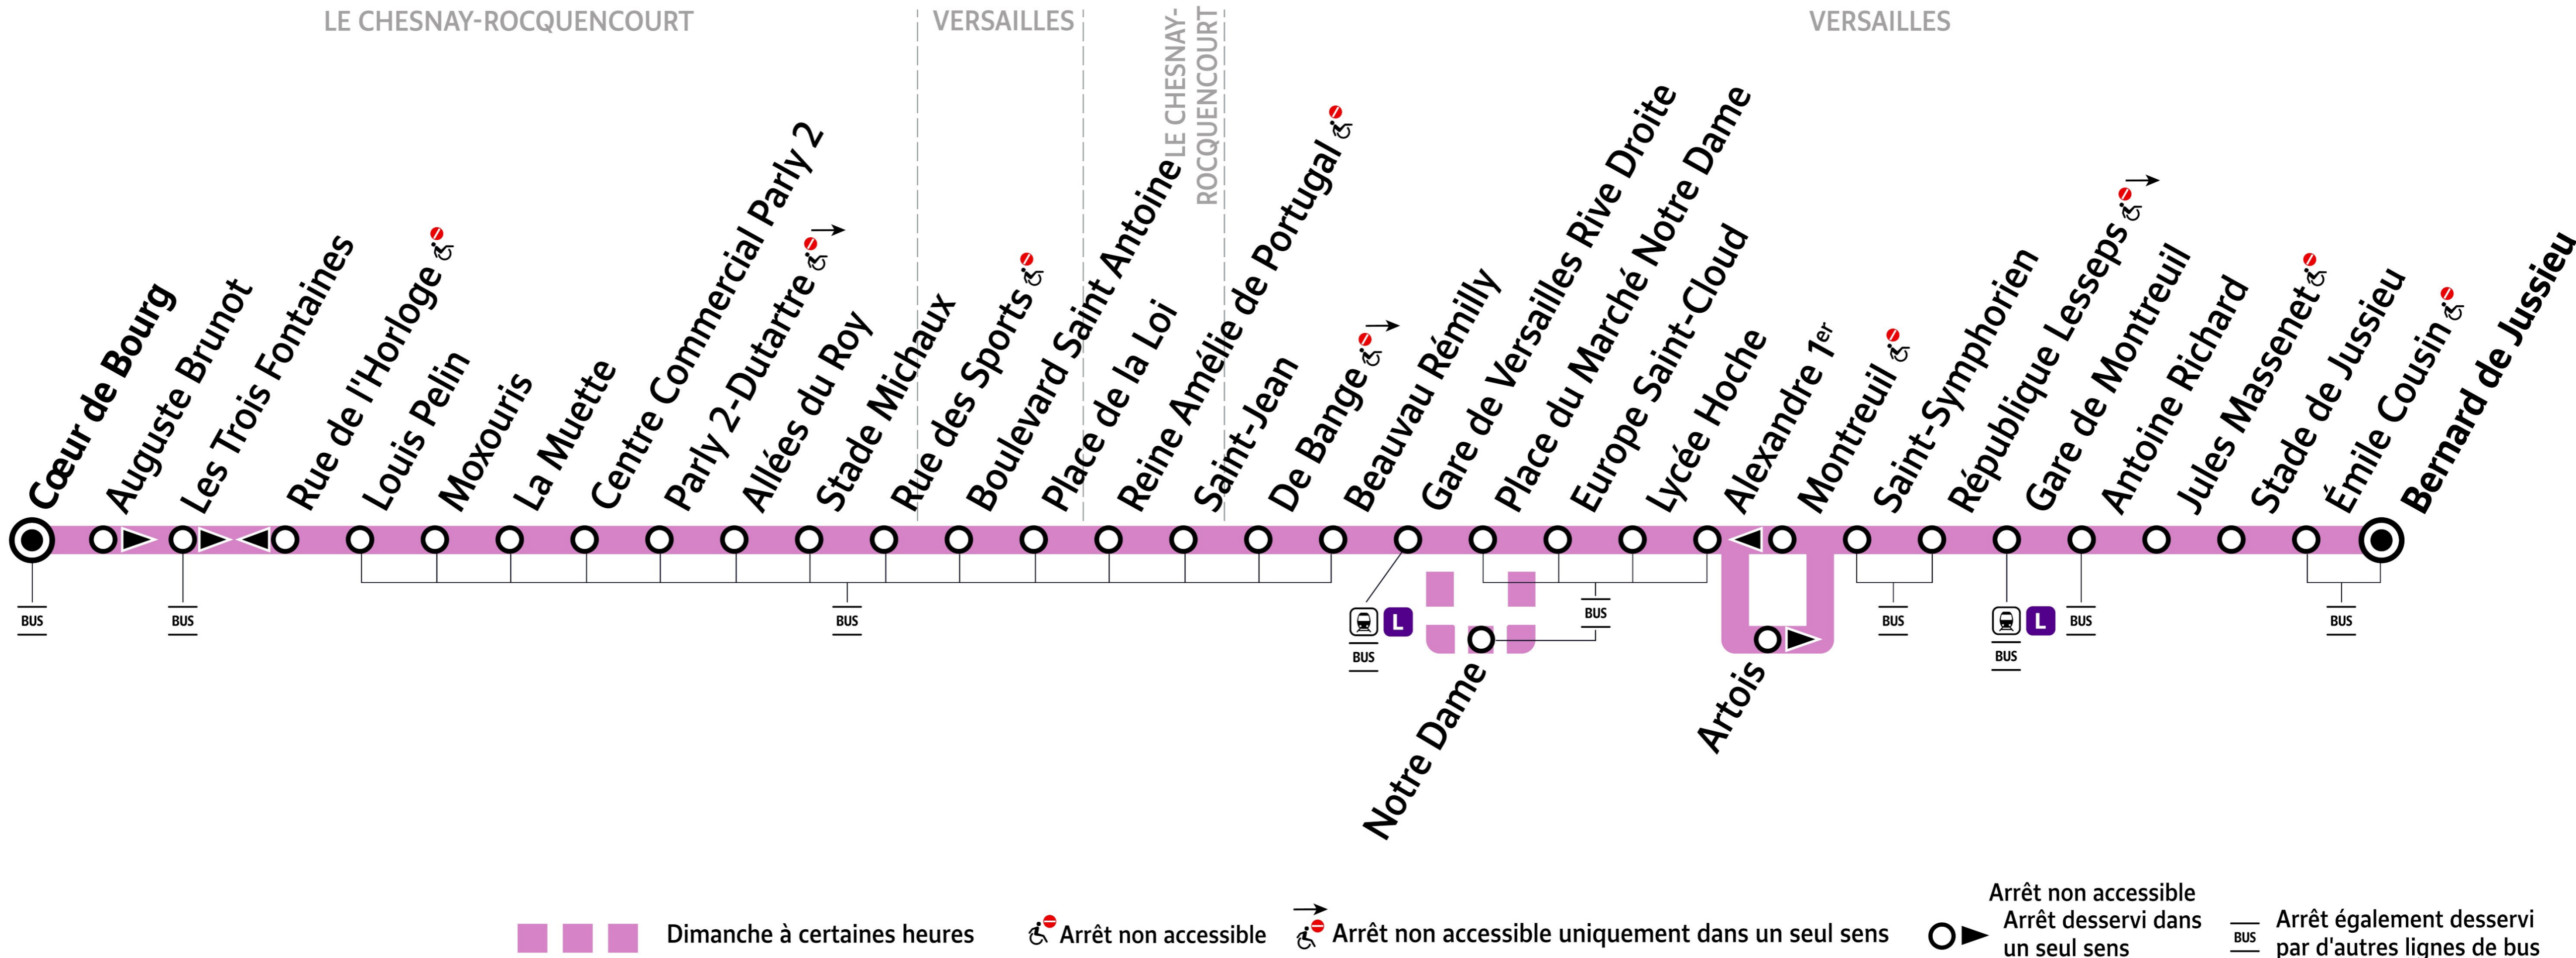 LE CHESNAY-ROCQUENCOURT
VERSAILLES
LE CHESNAY-
ROCQUENCOURT
VERSAILLES
Cœur de Bourg
Auguste Brunot
Les Trois Fontaines
Rue de l'Horloge
Louis Pelin
Moxouris
La Muette
Centre Commercial Parly 2
Parly 2-Dutartre
Allées du Roy
Stade Michaux
Rue des Sports
Boulevard Saint Antoine
Place de la Loi
Reine Amélie de Portugal
Saint-Jean
De Bange
Beauvau Rémilly
Gare de Versailles Rive Droite
Place du Marché Notre Dame
Europe Saint-Cloud
Lycée Hoche
Alexandre 1er
Montreuil
Saint-Symphorien
République Lesseps
Gare de Montreuil
Antoine Richard
Jules Massenet
Stade de Jussieu
Émile Cousin
Bernard de Jussieu
BUS
BUS
BUS
L
BUS
BUS
BUS
L
BUS
BUS
BUS
Notre Dame
Artois
Dimanche à certaines heures
Arrêt non accessible
Arrêt non accessible uniquement dans un seul sens
Arrêt non accessible
Arrêt desservi dans
un seul sens
BUS
Arrêt également desservi
par d'autres lignes de bus